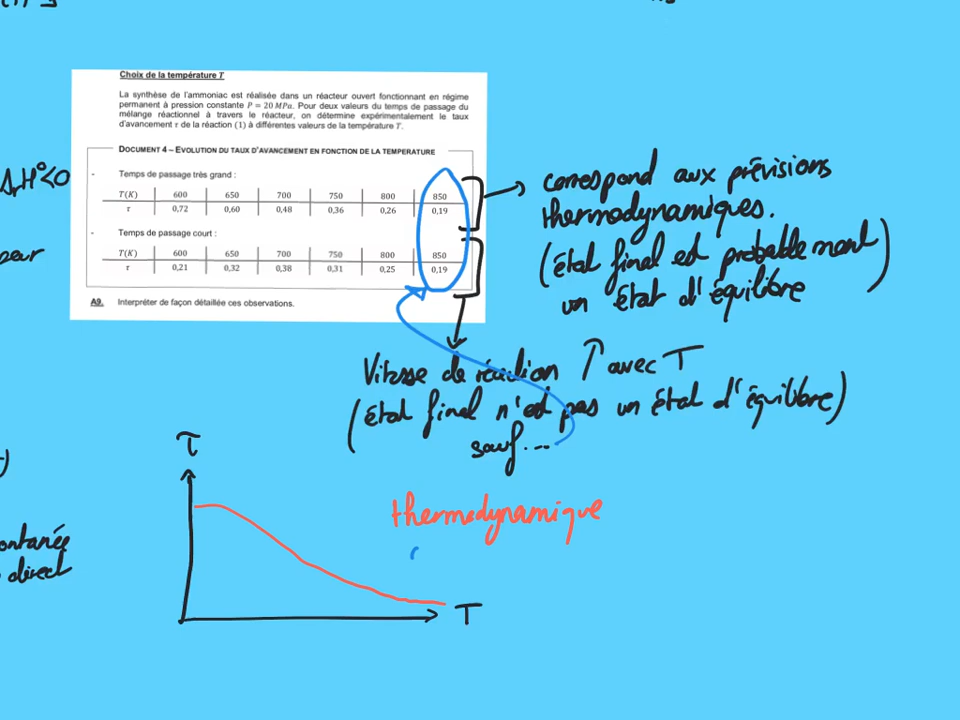 Choix de la température T
La synthèse de l'ammoniac est réalisée dans un réacteur ouvert fonctionnant en régime
permanent à pression constante P = 20 MPa. Pour deux valeurs du temps de passage du
mélange réactionnel à travers le réacteur, on détermine expérimentalement le taux
d'avancement τ de la réaction (1) à différentes valeurs de la température T.
DOCUMENT 4 – EVOLUTION DU TAUX D'AVANCEMENT EN FONCTION DE LA TEMPERATURE
- Temps de passage très grand :
T(K) 600 650 700 750 800 850
τ 0,72 0,60 0,48 0,36 0,26 0,19
- Temps de passage court :
T(K) 600 650 700 750 800 850
τ 0,21 0,32 0,38 0,31 0,25 0,19
A9. Interpréter de façon détaillée ces observations.
ΔrH°<0
peur
correspond aux prévisions
thermodynamiques.
(état final est probablement)
un état d'équilibre
Vitesse de réaction ↑ avec T
(état final n'est pas un état d'équilibre)
sauf...
τ
thermodynamique
T
ontanée
direct